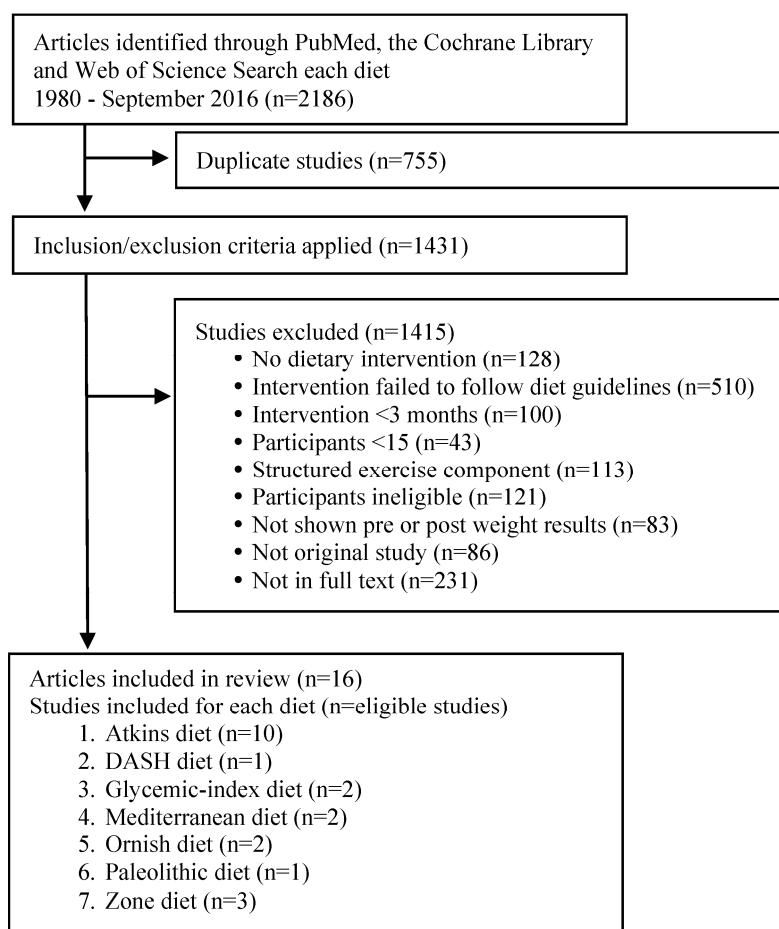 Articles identified through PubMed, the Cochrane Library
and Web of Science Search each diet
1980 - September 2016 (n=2186)
Duplicate studies (n=755)
Inclusion/exclusion criteria applied (n=1431)
Studies excluded (n=1415)
• No dietary intervention (n=128)
• Intervention failed to follow diet guidelines (n=510)
• Intervention <3 months (n=100)
• Participants <15 (n=43)
• Structured exercise component (n=113)
• Participants ineligible (n=121)
• Not shown pre or post weight results (n=83)
• Not original study (n=86)
• Not in full text (n=231)
Articles included in review (n=16)
Studies included for each diet (n=eligible studies)
1. Atkins diet (n=10)
2. DASH diet (n=1)
3. Glycemic-index diet (n=2)
4. Mediterranean diet (n=2)
5. Ornish diet (n=2)
6. Paleolithic diet (n=1)
7. Zone diet (n=3)